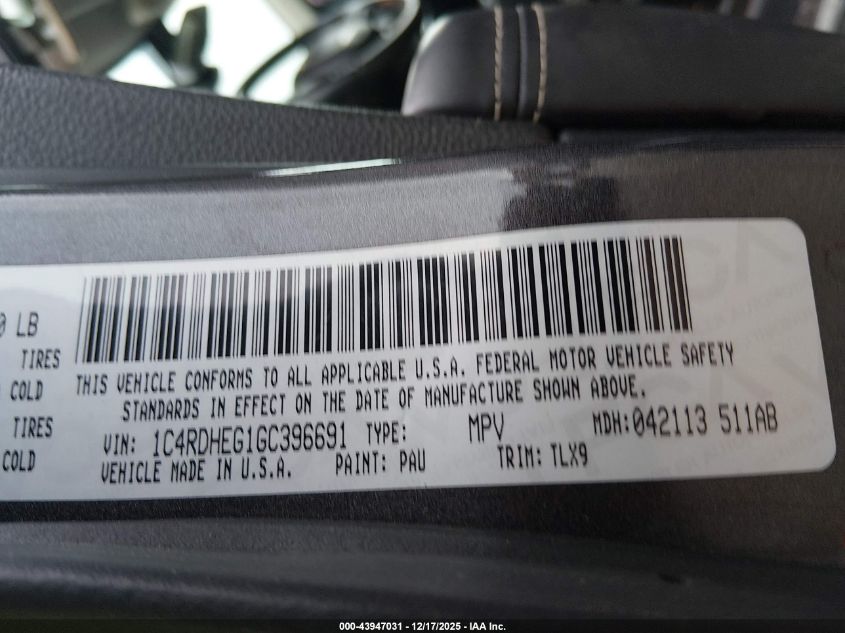 0 LB
TIRES
COLD
TIRES
COLD
THIS VEHICLE CONFORMS TO ALL APPLICABLE U.S.A. FEDERAL MOTOR VEHICLE SAFETY
STANDARDS IN EFFECT ON THE DATE OF MANUFACTURE SHOWN ABOVE.
VIN: 1C4RDHEG1GC396691 TYPE: MPV MDH:042113 511AB
VEHICLE MADE IN U.S.A. PAINT: PAU TRIM: TLX9
000-43947031 - 12/17/2025 - IAA Inc.